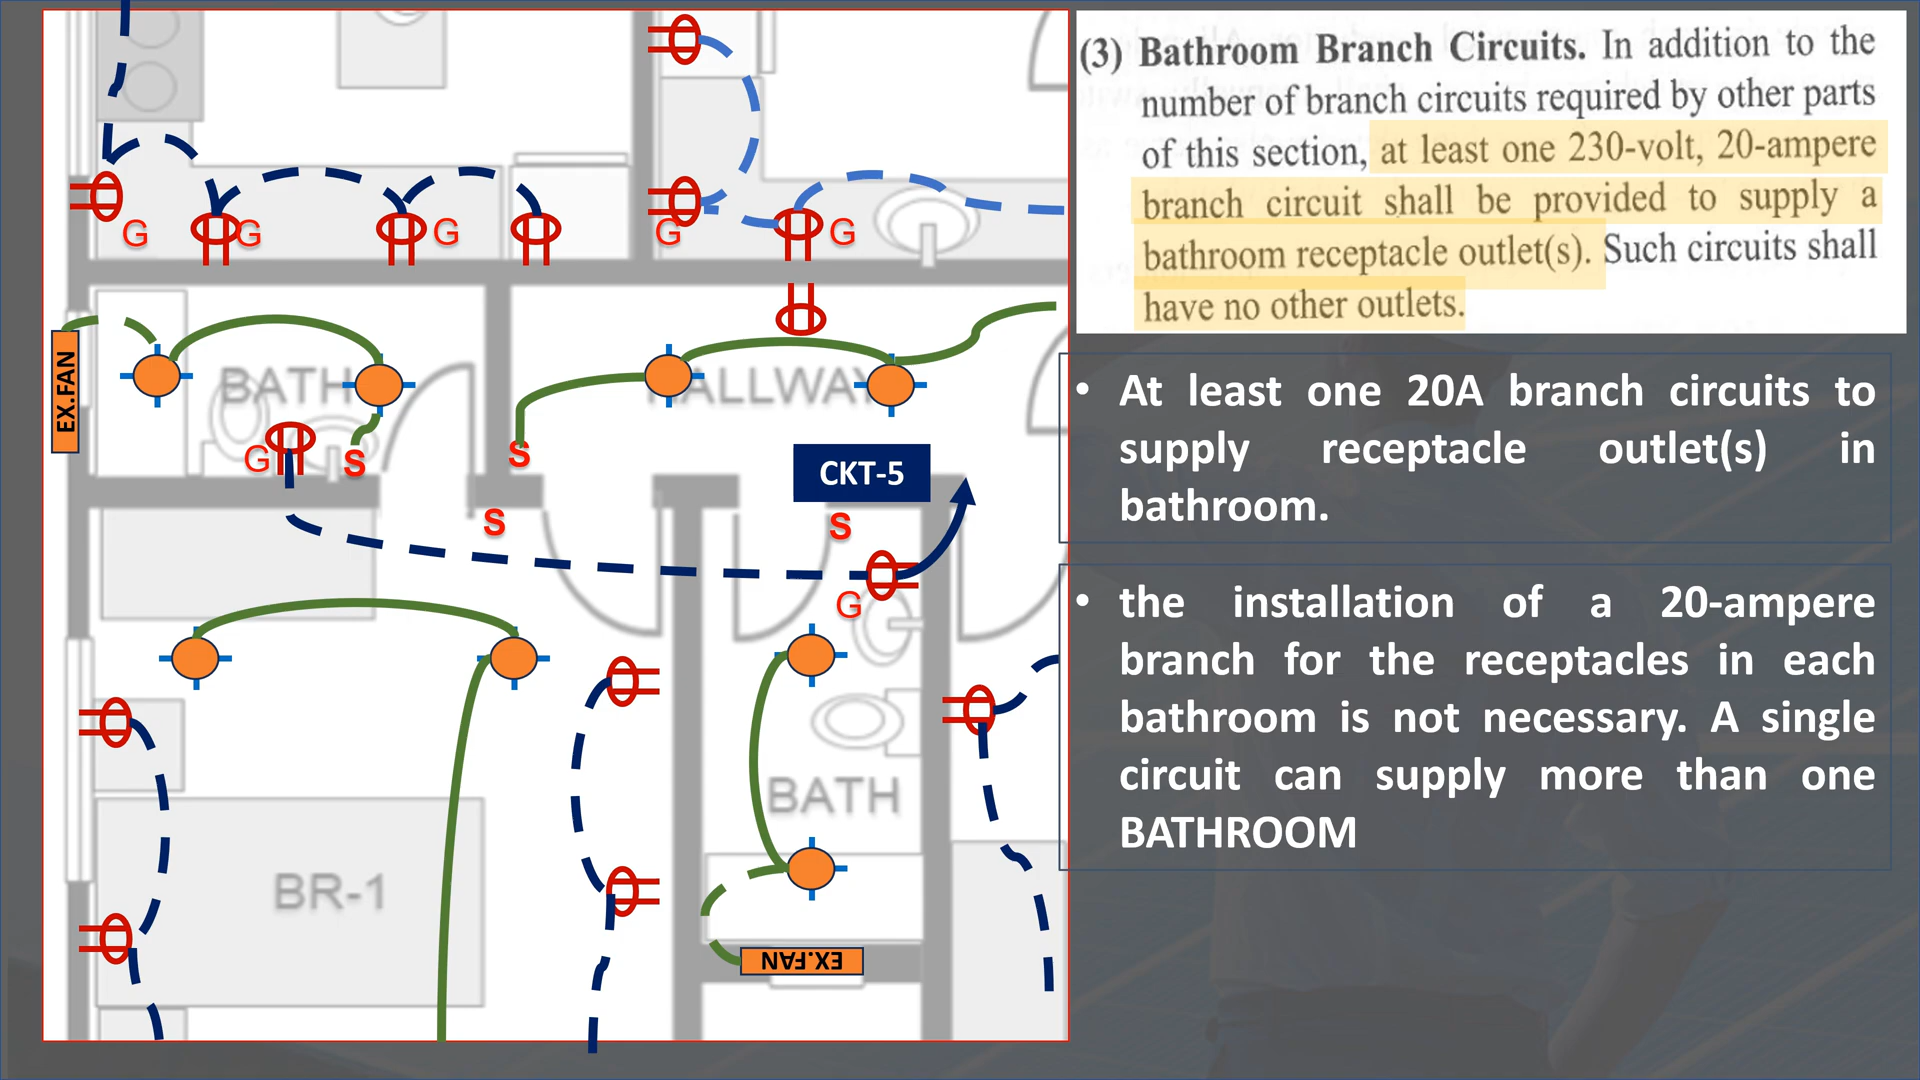 G
G
G
G
G
EX.FAN
BATH
G
S
HALLWAY
S
CKT-5
S
S
G
BATH
BR-1
EX.FAN
(3) Bathroom Branch Circuits. In addition to the
number of branch circuits required by other parts
of this section, at least one 230-volt, 20-ampere
branch circuit shall be provided to supply a
bathroom receptacle outlet(s). Such circuits shall
have no other outlets.
• At least one 20A branch circuits to
supply receptacle outlet(s) in
bathroom.
• the installation of a 20-ampere
branch for the receptacles in each
bathroom is not necessary. A single
circuit can supply more than one
BATHROOM